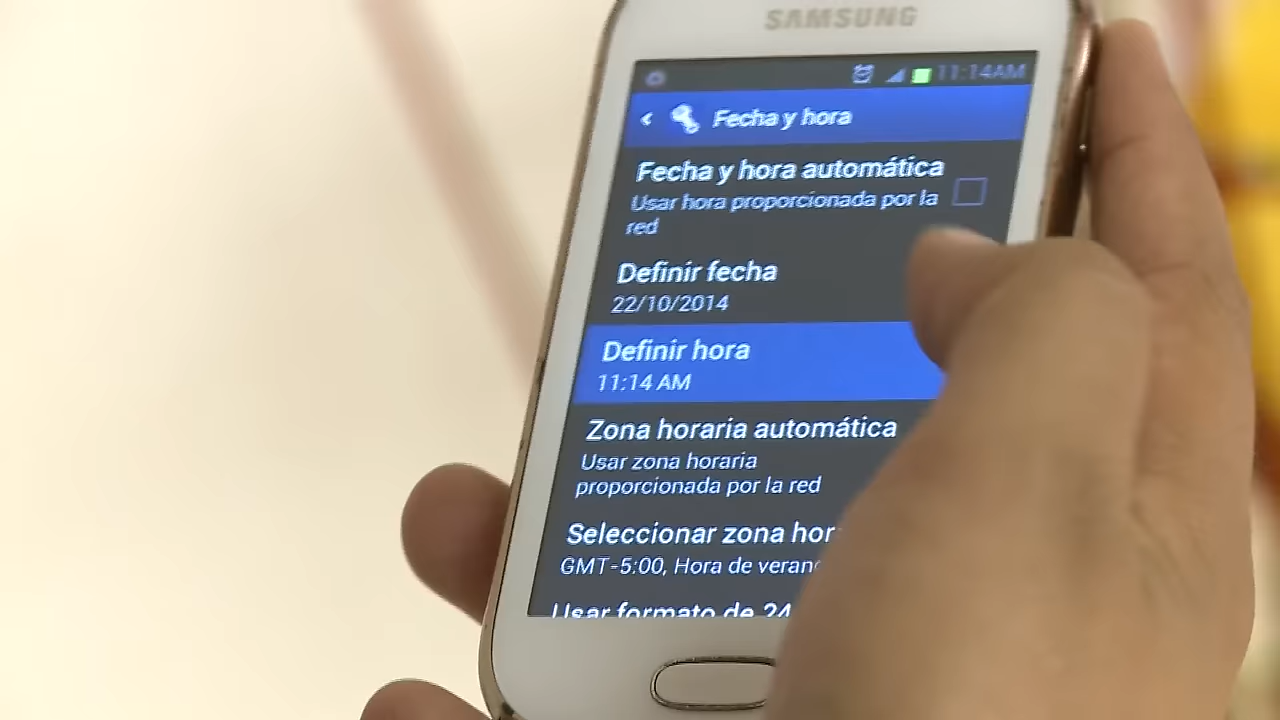 SAMSUNG
11:14AM
Fecha y hora
Fecha y hora automática
Usar hora proporcionada por la
red
Definir fecha
22/10/2014
Definir hora
11:14 AM
Zona horaria automática
Usar zona horaria
proporcionada por la red
Seleccionar zona hor
GMT-5:00, Hora de veran
Usar formato de 24